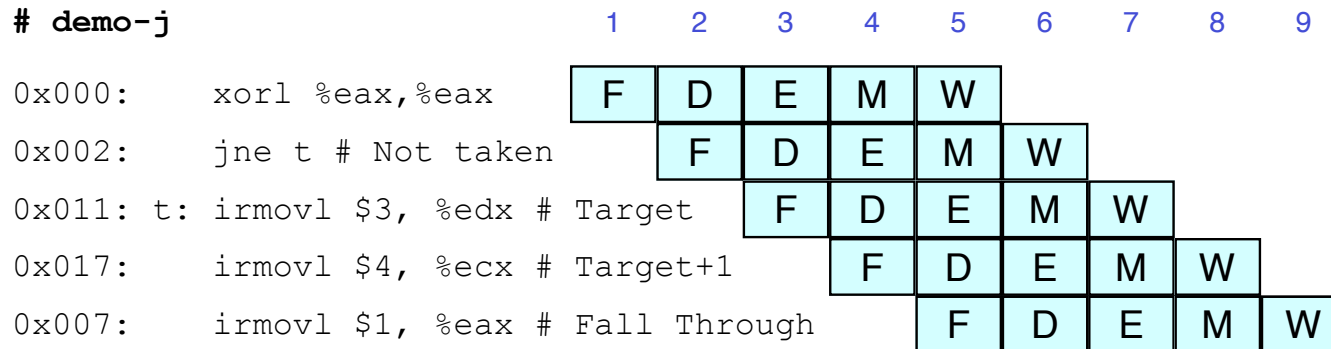 # demo-j 1 2 3 4 5 6 7 8 9
0x000: xorl %eax,%eax F D E M W
0x002: jne t # Not taken F D E M W
0x011: t: irmovl $3, %edx # Target F D E M W
0x017: irmovl $4, %ecx # Target+1 F D E M W
0x007: irmovl $1, %eax # Fall Through F D E M W